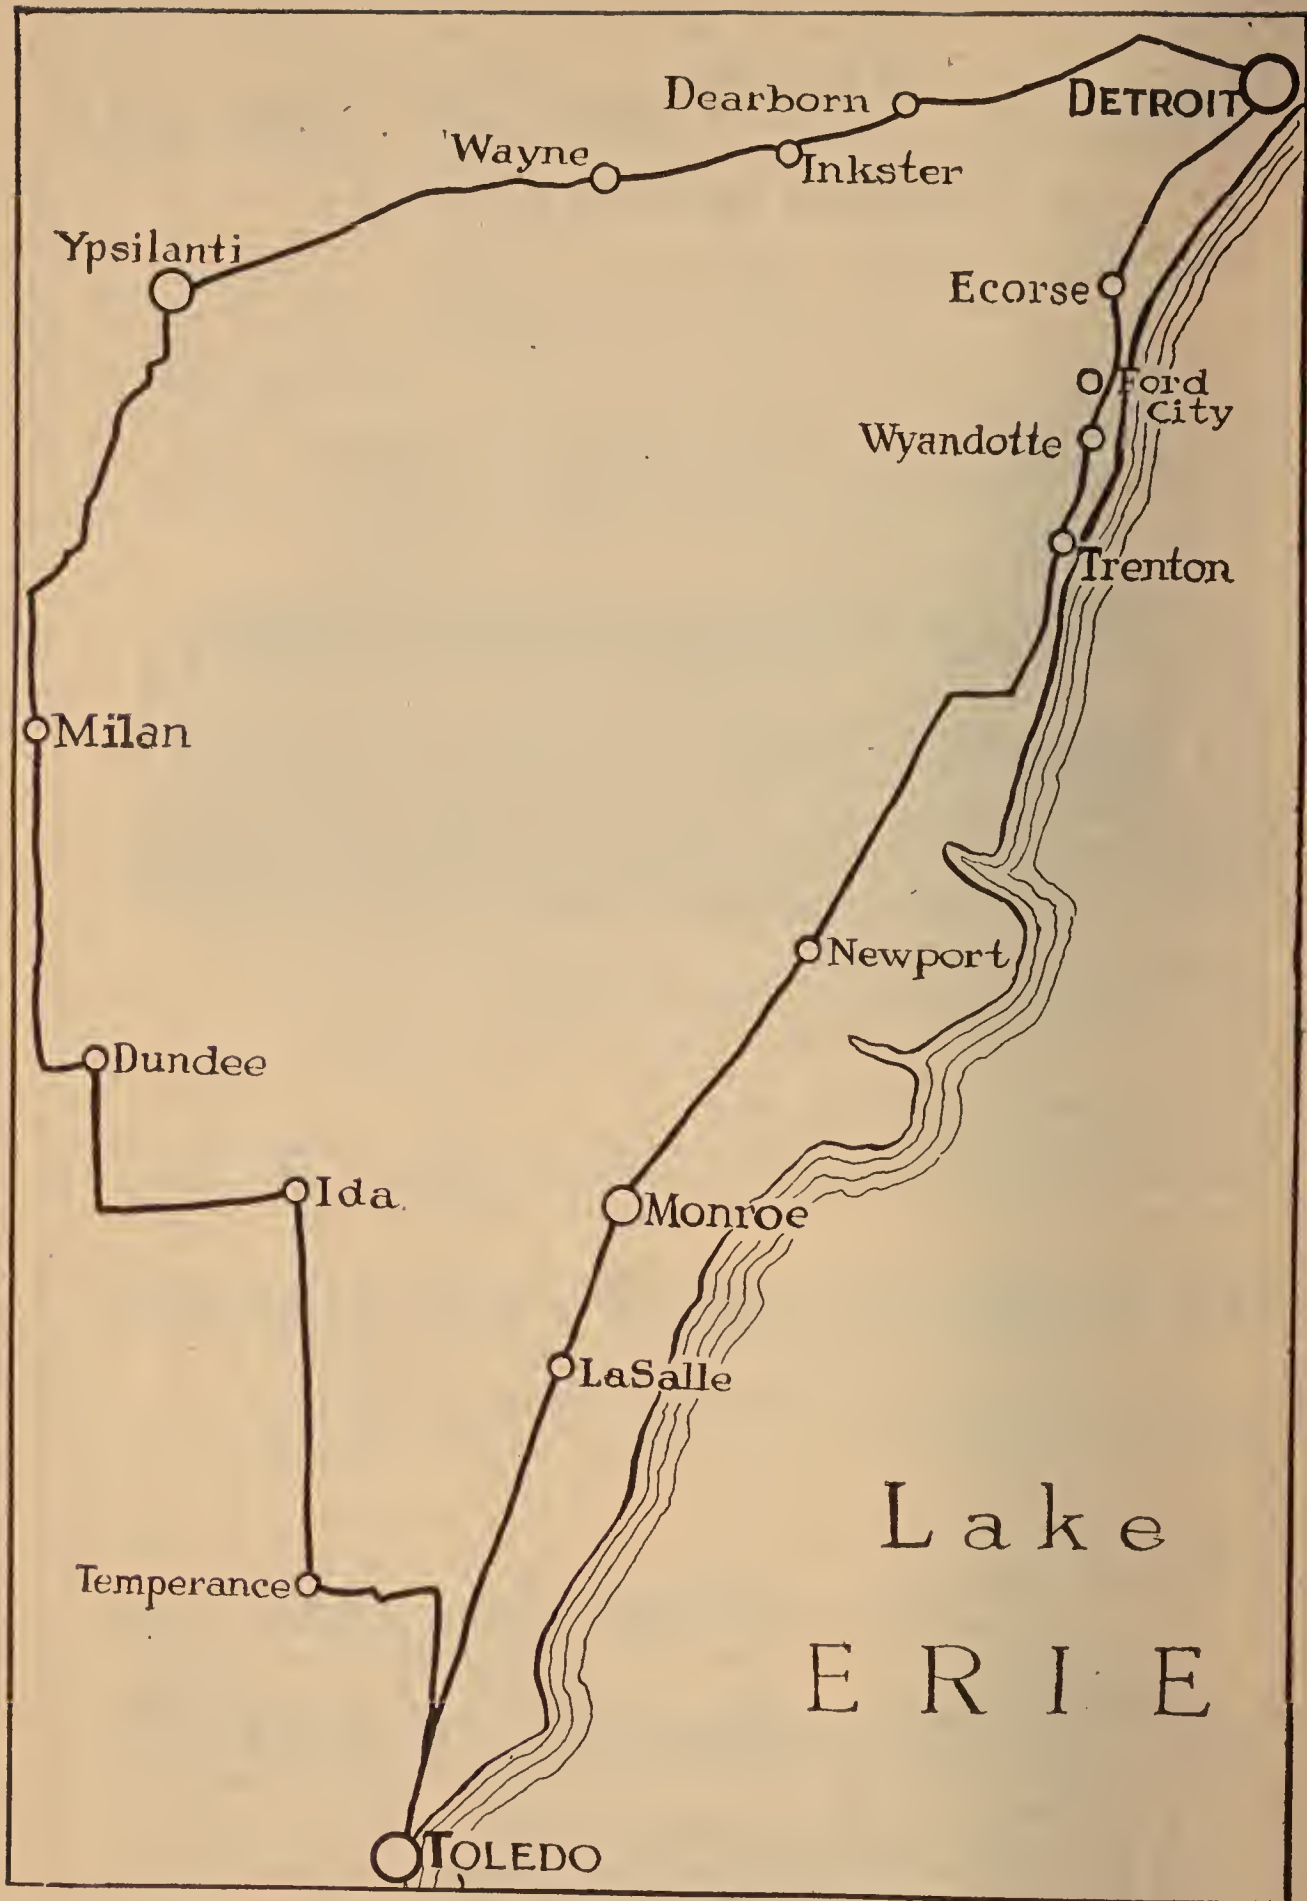 Dearborn
DETROIT
Wayne
Inkster
Ypsilanti
Ecorse
Ford
City
Wyandotte
Trenton
Milan
Newport
Dundee
Ida.
Monroe
LaSalle
Lake
Temperance
ERIE
TOLEDO